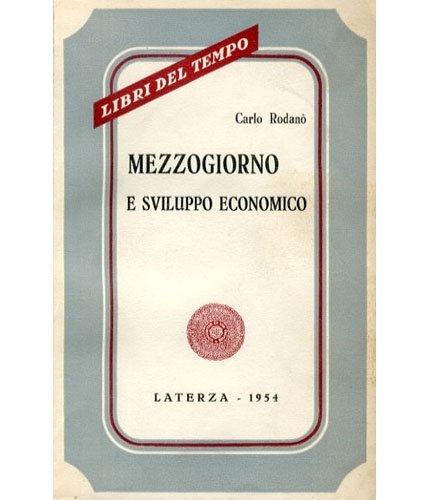 LIBRI DEL TEMPO
Carlo Rodanò
MEZZOGIORNO
E SVILUPPO ECONOMICO
LATERZA - 1954